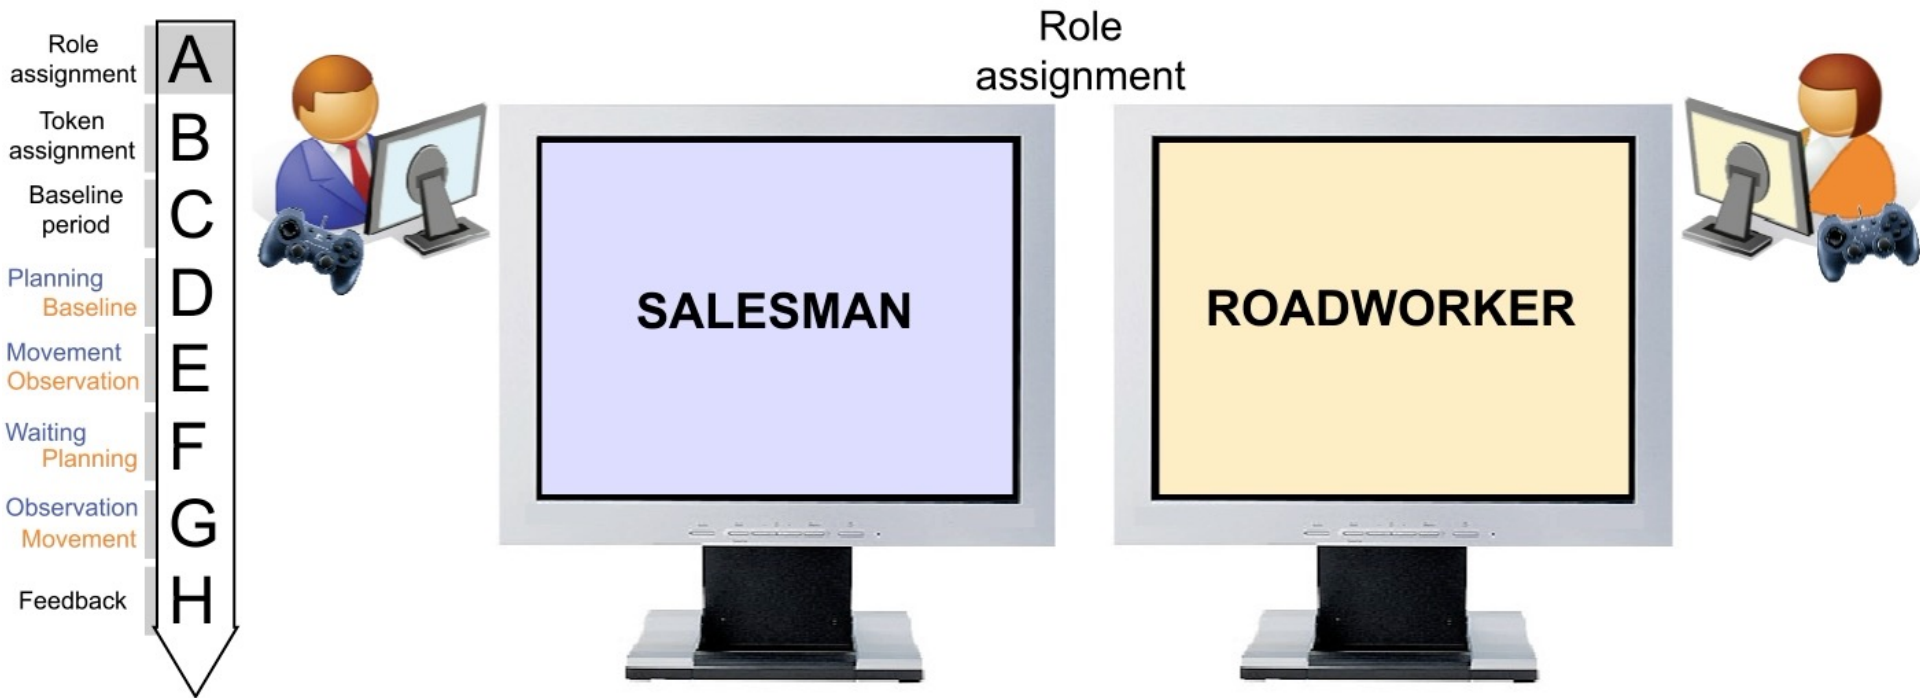 Role
assignment
A
Token
assignment
B
Baseline
period
C
Planning
Baseline
D
Movement
Observation
E
Waiting
Planning
F
Observation
Movement
G
Feedback
H
Role
assignment
SALESMAN
ROADWORKER